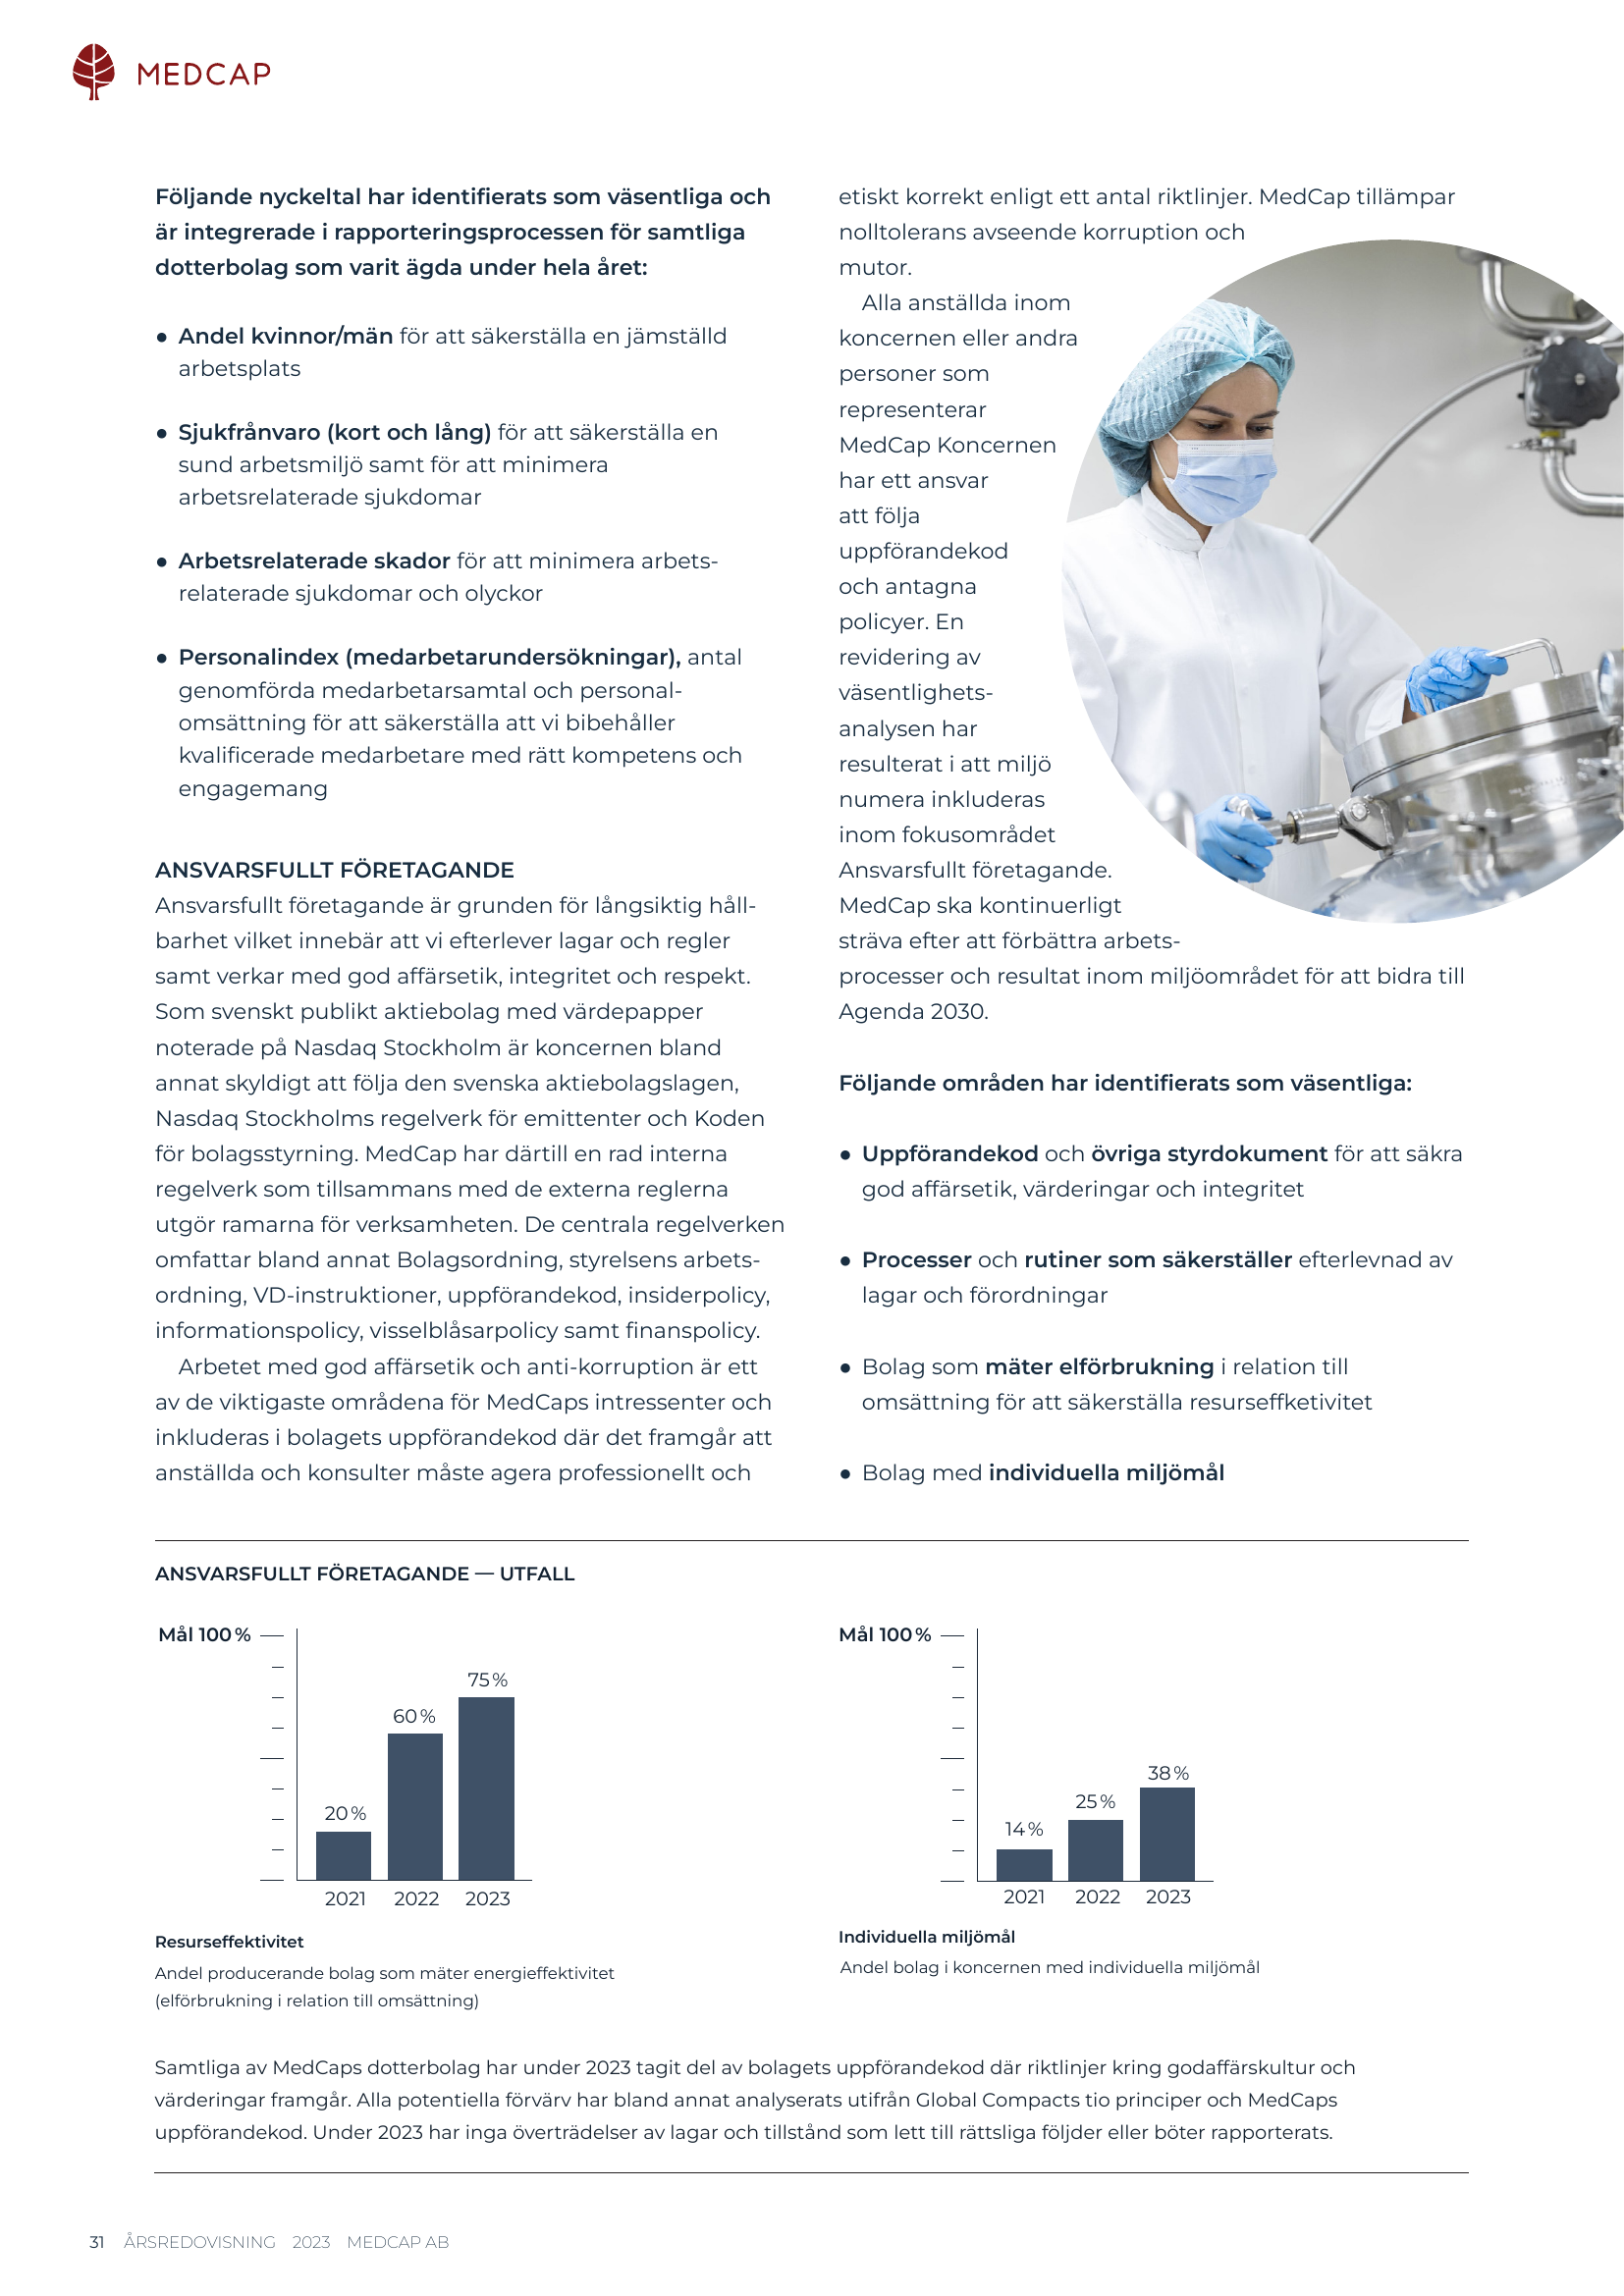 MEDCAP
Följande nyckeltal har identifierats som väsentliga och
är integrerade i rapporteringsprocessen för samtliga
dotterbolag som varit ägda under hela året:
● Andel kvinnor/män för att säkerställa en jämställd
arbetsplats
● Sjukfrånvaro (kort och lång) för att säkerställa en
sund arbetsmiljö samt för att minimera
arbetsrelaterade sjukdomar
● Arbetsrelaterade skador för att minimera arbets-
relaterade sjukdomar och olyckor
● Personalindex (medarbetarundersökningar), antal
genomförda medarbetarsamtal och personal-
omsättning för att säkerställa att vi bibehåller
kvalificerade medarbetare med rätt kompetens och
engagemang
ANSVARSFULLT FÖRETAGANDE
Ansvarsfullt företagande är grunden för långsiktig håll-
barhet vilket innebär att vi efterlever lagar och regler
samt verkar med god affärsetik, integritet och respekt.
Som svenskt publikt aktiebolag med värdepapper
noterade på Nasdaq Stockholm är koncernen bland
annat skyldigt att följa den svenska aktiebolagslagen,
Nasdaq Stockholms regelverk för emittenter och Koden
för bolagsstyrning. MedCap har därtill en rad interna
regelverk som tillsammans med de externa reglerna
utgör ramarna för verksamheten. De centrala regelverken
omfattar bland annat Bolagsordning, styrelsens arbets-
ordning, VD-instruktioner, uppförandekod, insiderpolicy,
informationspolicy, visselblåsarpolicy samt finanspolicy.
Arbetet med god affärsetik och anti-korruption är ett
av de viktigaste områdena för MedCaps intressenter och
inkluderas i bolagets uppförandekod där det framgår att
anställda och konsulter måste agera professionellt och
etiskt korrekt enligt ett antal riktlinjer. MedCap tillämpar
nolltolerans avseende korruption och
mutor.
Alla anställda inom
koncernen eller andra
personer som
representerar
MedCap Koncernen
har ett ansvar
att följa
uppförandekod
och antagna
policyer. En
revidering av
väsentlighets-
analysen har
resulterat i att miljö
numera inkluderas
inom fokusområdet
Ansvarsfullt företagande.
MedCap ska kontinuerligt
sträva efter att förbättra arbets-
processer och resultat inom miljöområdet för att bidra till
Agenda 2030.
Följande områden har identifierats som väsentliga:
● Uppförandekod och övriga styrdokument för att säkra
god affärsetik, värderingar och integritet
● Processer och rutiner som säkerställer efterlevnad av
lagar och förordningar
● Bolag som mäter elförbrukning i relation till
omsättning för att säkerställa resurseffketivitet
● Bolag med individuella miljömål
ANSVARSFULLT FÖRETAGANDE — UTFALL
Mål 100 %
20 %
60 %
75 %
2021 2022 2023
Resurseffektivitet
Andel producerande bolag som mäter energieffektivitet
(elförbrukning i relation till omsättning)
Mål 100 %
14 %
25 %
38 %
2021 2022 2023
Individuella miljömål
Andel bolag i koncernen med individuella miljömål
Samtliga av MedCaps dotterbolag har under 2023 tagit del av bolagets uppförandekod där riktlinjer kring godaffärskultur och
värderingar framgår. Alla potentiella förvärv har bland annat analyserats utifrån Global Compacts tio principer och MedCaps
uppförandekod. Under 2023 har inga överträdelser av lagar och tillstånd som lett till rättsliga följder eller böter rapporterats.
31 ÅRSREDOVISNING 2023 MEDCAP AB